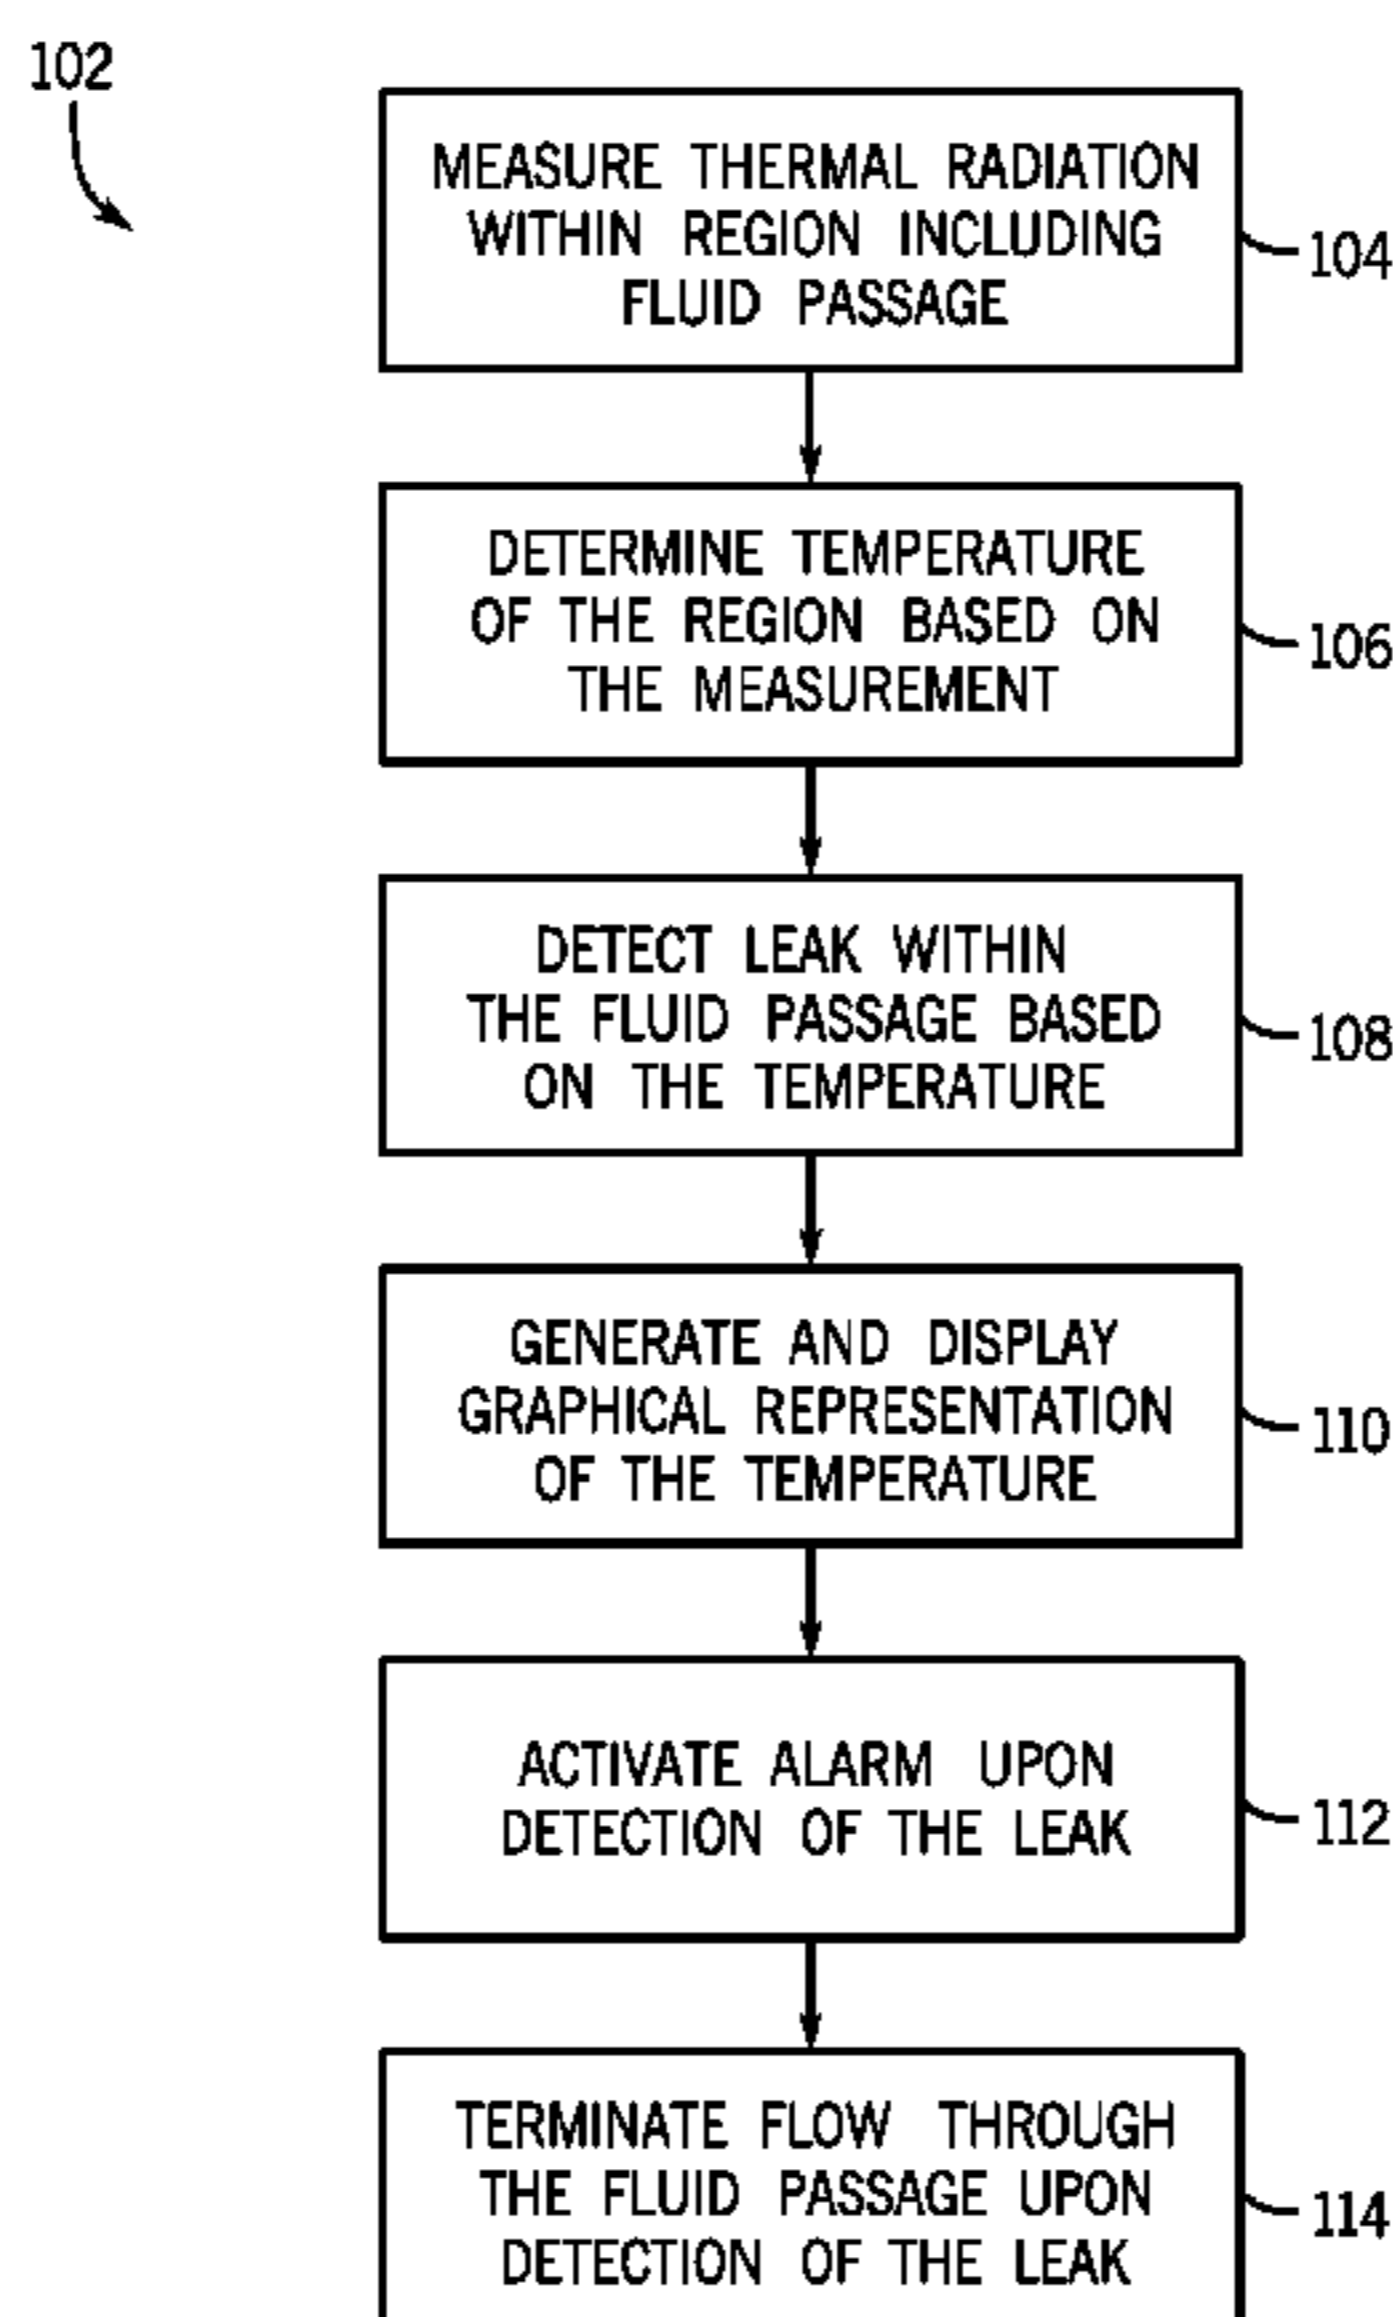 102
MEASURE THERMAL RADIATION
WITHIN REGION INCLUDING
FLUID PASSAGE
104
DETERMINE TEMPERATURE
OF THE REGION BASED ON
THE MEASUREMENT
106
DETECT LEAK WITHIN
THE FLUID PASSAGE BASED
ON THE TEMPERATURE
108
GENERATE AND DISPLAY
GRAPHICAL REPRESENTATION
OF THE TEMPERATURE
110
ACTIVATE ALARM UPON
DETECTION OF THE LEAK
112
TERMINATE FLOW THROUGH
THE FLUID PASSAGE UPON
DETECTION OF THE LEAK
114